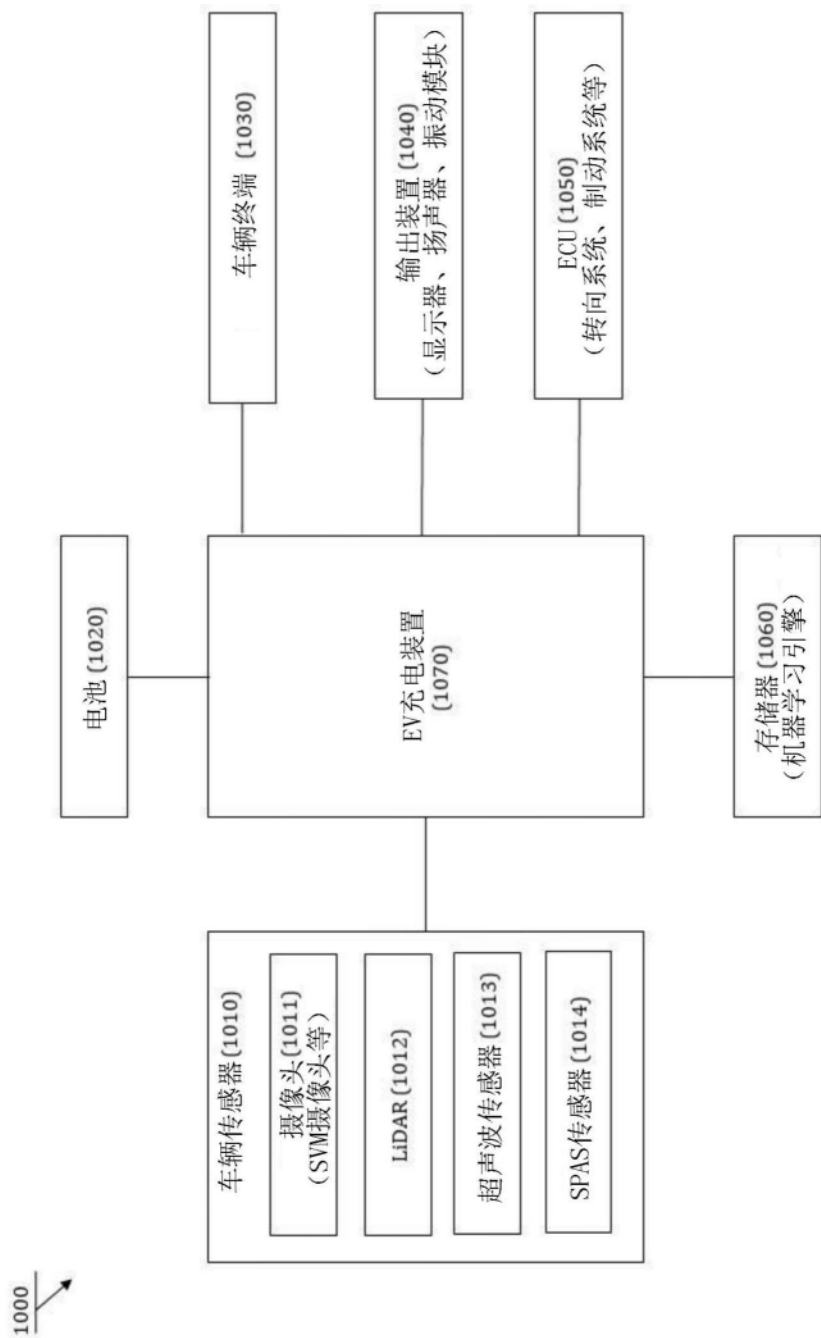 1000
车辆传感器 (1010)
摄像头 (1011)
（SVM摄像头等）
LiDAR (1012)
超声波传感器 (1013)
SPAS传感器 (1014)
电池 (1020)
EV充电装置
(1070)
存储器 (1060)
（机器学习引擎）
车辆终端 (1030)
输出装置 (1040)
（显示器、扬声器、振动模块）
ECU (1050)
（转向系统、制动系统等）